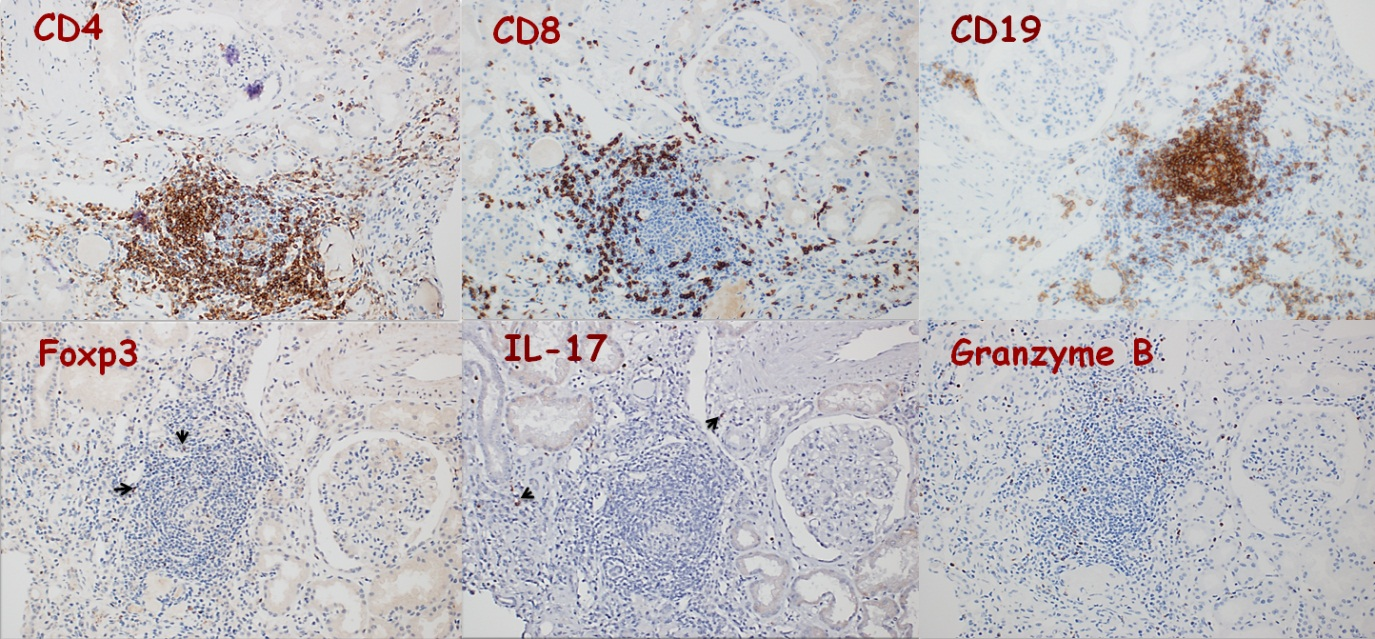 CD4
CD8
CD19
Foxp3
IL-17
Granzyme B